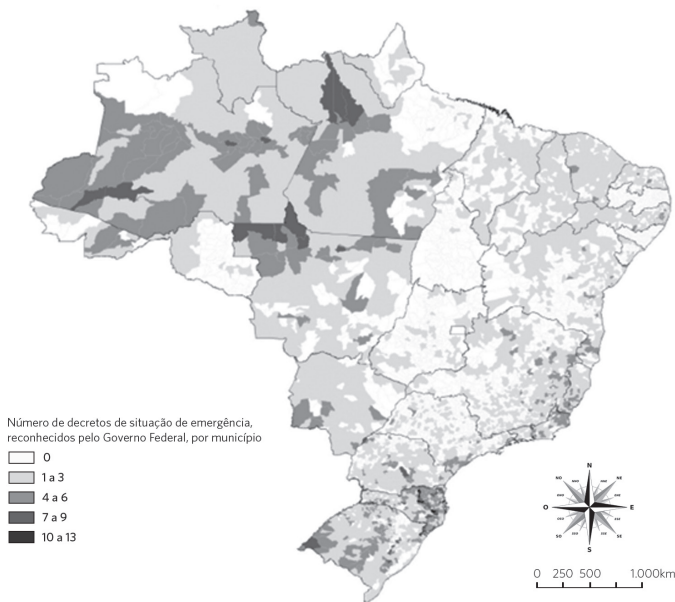 Número de decretos de situação de emergência,
reconhecidos pelo Governo Federal, por município
0
1 a 3
4 a 6
7 a 9
10 a 13
N
NO
NE
O
E
SO
SE
S
0 250 500 1.000km